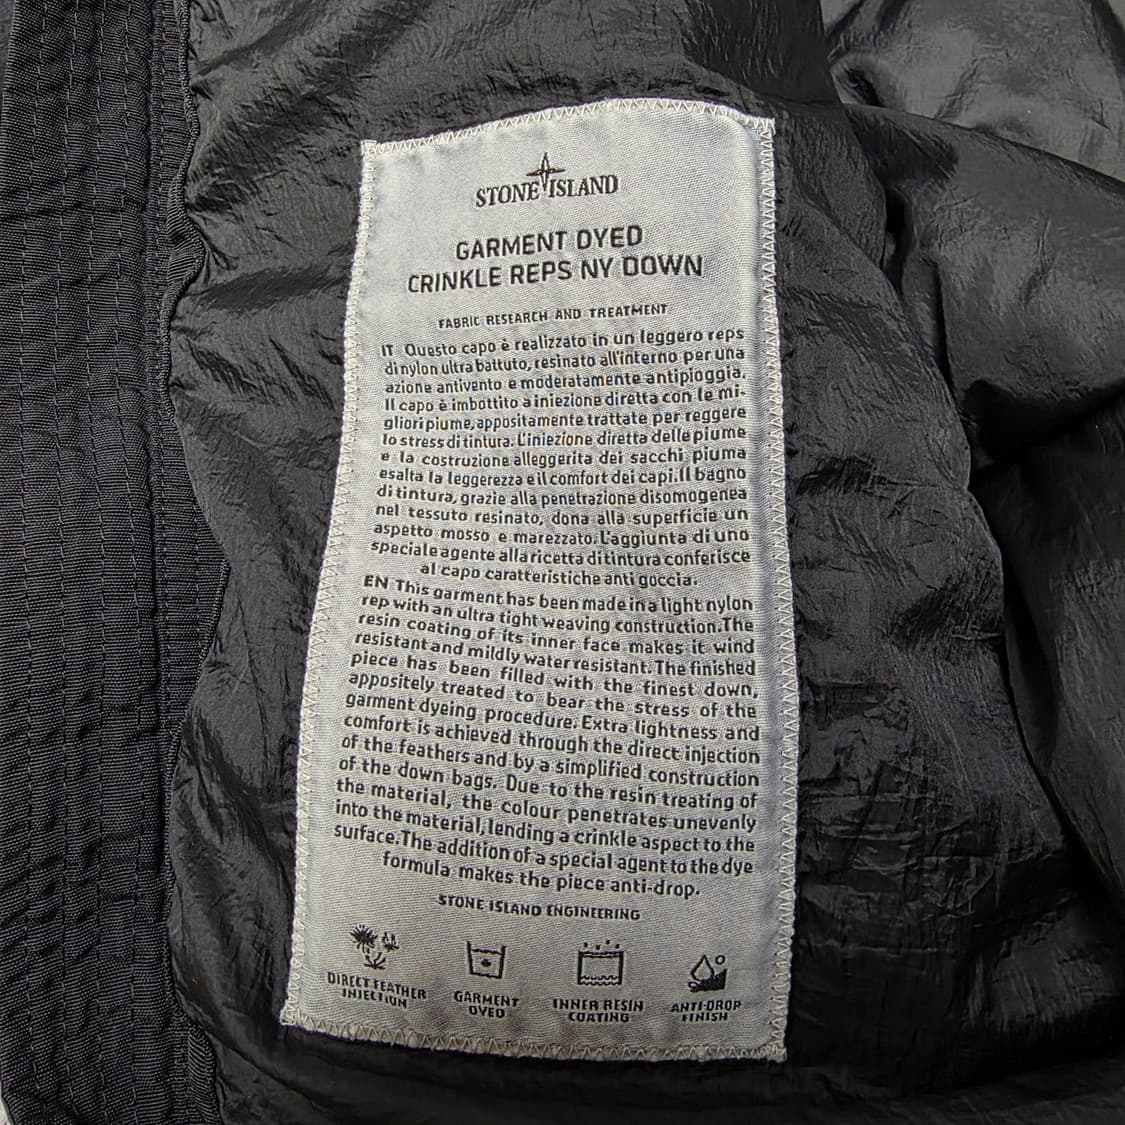 STONE ISLAND
GARMENT DYED
CRINKLE REPS NY DOWN
FABRIC RESEARCH AND TREATMENT
IT Questo capo è realizzato in un leggero reps
di nylon ultra battuto, resinato all'interno per una
azione antivento e moderatamente antipioggia.
Il capo è imbottito a iniezione diretta con le mi-
gliori piume, appositamente trattate per reggere
lo stress di tintura. L'iniezione diretta delle piume
e la costruzione alleggerita dei sacchi piuma
esalta la leggerezza e il comfort dei capi. Il bagno
di tintura, grazie alla penetrazione disomogenea
nel tessuto resinato, dona alla superficie un
aspetto mosso e marezzato. L'aggiunta di uno
speciale agente alla ricetta di tintura conferisce
al capo caratteristiche anti goccia.
EN This garment has been made in a light nylon
rep with an ultra tight weaving construction. The
resin coating of its inner face makes it wind
resistant and mildly water resistant. The finished
piece has been filled with the finest down,
appositely treated to bear the stress of the
garment dyeing procedure. Extra lightness and
comfort is achieved through the direct injection
of the feathers and by a simplified construction
of the down bags. Due to the resin treating of
the material, the colour penetrates unevenly
into the material, lending a crinkle aspect to the
surface. The addition of a special agent to the dye
formula makes the piece anti-drop.
STONE ISLAND ENGINEERING
DIRECT FEATHER
INJECTION
GARMENT
DYED
INNER RESIN
COATING
ANTI-DROP
FINISH